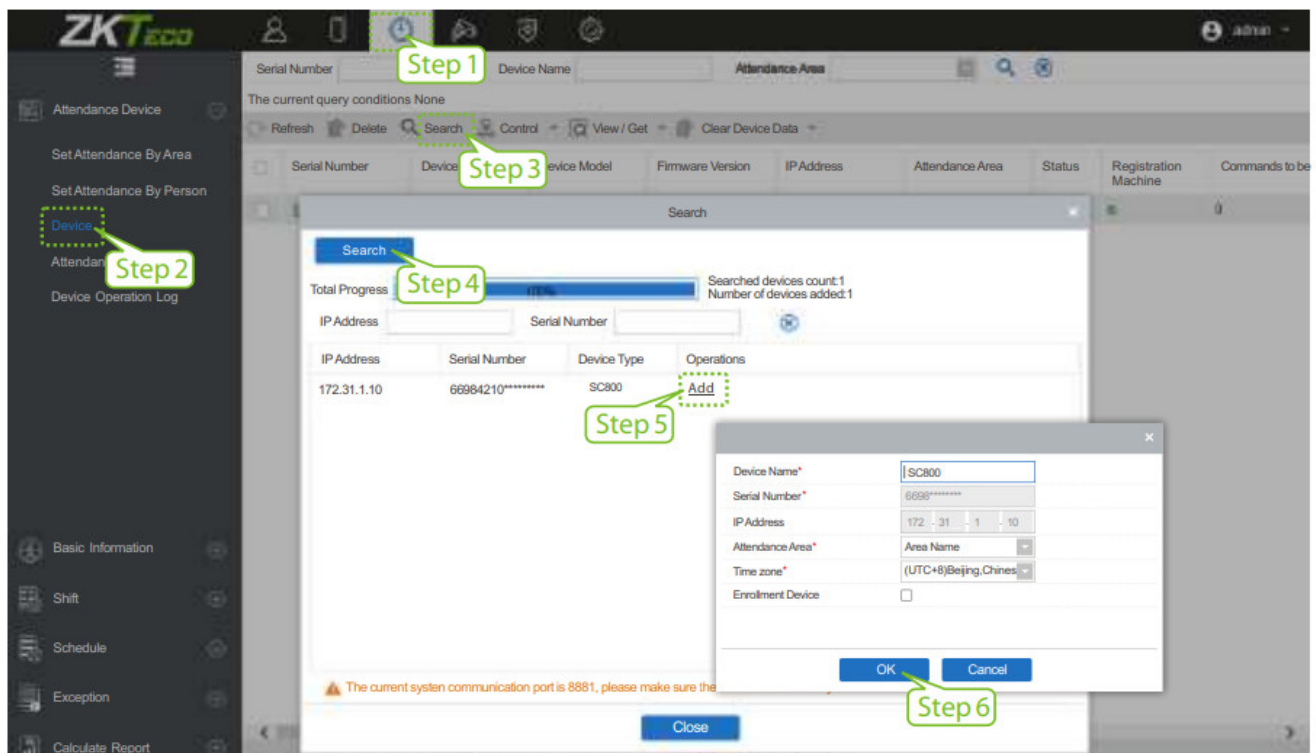 ZKTeco
admin
Step 1
Serial Number Device Name Attendance Area
The current query conditions None
Attendance Device
Refresh Delete Search Control View / Get Clear Device Data
Step 3
Serial Number Device evice Model Firmware Version IP Address Attendance Area Status Registration Machine Commands to be
Set Attendance By Area
Set Attendance By Person
Device
Step 2
Attendan
Device Operation Log
Search
Search
Step 4
Total Progress
Searched devices count:1
Number of devices added:1
IP Address Serial Number
IP Address Serial Number Device Type Operations
172.31.1.10 66984210********* SC800 Add
Step 5
Device Name* SC800
Serial Number* 6698********
IP Address 172 . 31 . 1 . 10
Attendance Area* Area Name
Time zone* (UTC+8)Beijing,Chines
Enrollment Device
OK Cancel
Step 6
The current systen communication port is 8881, please make sure the
Close
Basic Information
Shift
Schedule
Exception
Calculate Report